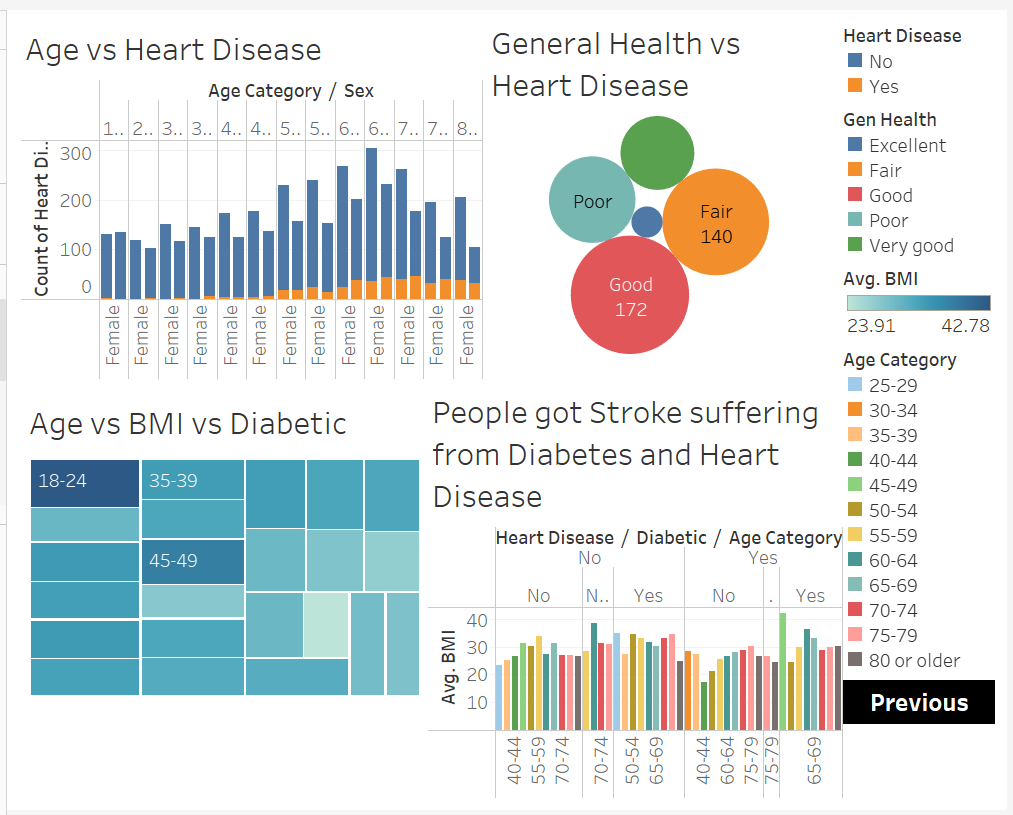 Age vs Heart Disease
Age Category / Sex
1.. 2.. 3.. 3.. 4.. 4.. 5.. 5.. 6.. 6.. 7.. 7.. 8..
Count of Heart Di..
300
200
100
0
Female Female Female Female Female Female Female Female Female Female Female Female Female
General Health vs
Heart Disease
Poor
Fair
140
Good
172
Heart Disease
No
Yes
Gen Health
Excellent
Fair
Good
Poor
Very good
Avg. BMI
23.91 42.78
Age Category
25-29
30-34
35-39
40-44
45-49
50-54
55-59
60-64
65-69
70-74
75-79
80 or older
Previous
Age vs BMI vs Diabetic
18-24
35-39
45-49
People got Stroke suffering
from Diabetes and Heart
Disease
Heart Disease / Diabetic / Age Category
No Yes
No N.. Yes No . Yes
Avg. BMI
40
30
20
10
40-44 55-59 70-74 70-74 50-54 65-69 40-44 60-64 75-79 75-79 65-69